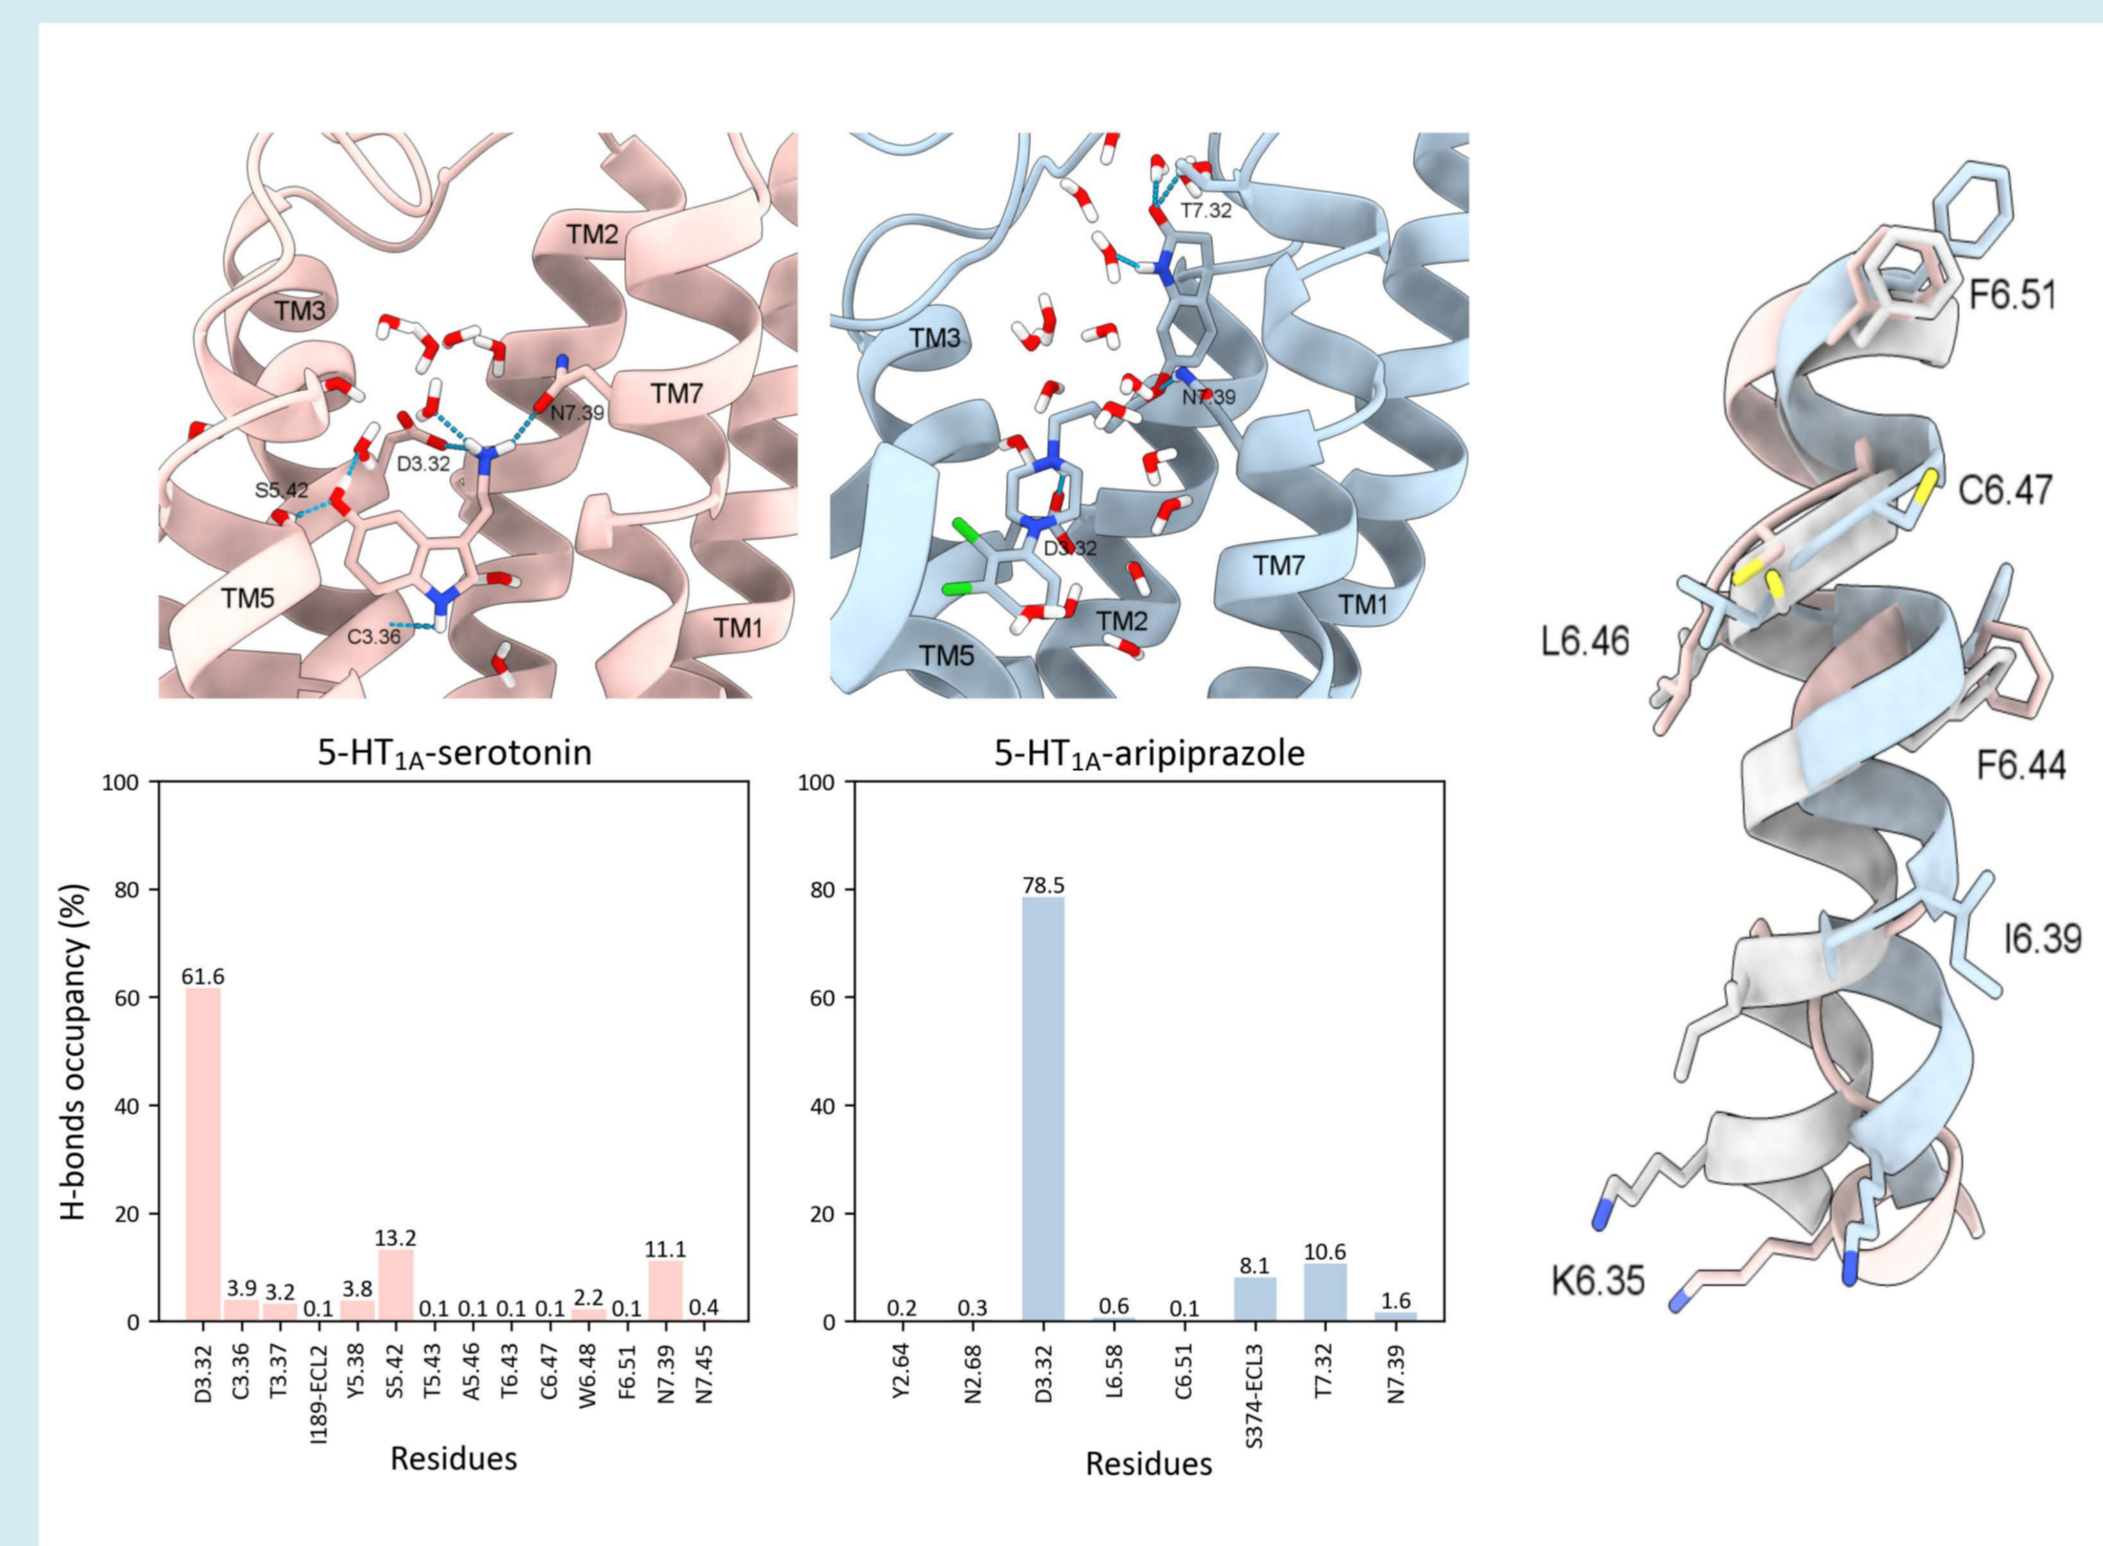 TM2
TM3
TM7
N7.39
D3.32
S5.42
TM5
C3.36
TM1
T7.32
TM3
N7.39
D3.32
TM7
TM1
TM2
TM5
F6.51
C6.47
L6.46
F6.44
I6.39
K6.35
5-HT1A-serotonin
H-bonds occupancy (%)
100
80
60
40
20
0
61.6
3.9
3.2
0.1
3.8
13.2
0.1
0.1
0.1
0.1
2.2
0.1
11.1
0.4
D3.32
C3.36
T3.37
I189-ECL2
Y5.38
S5.42
T5.43
A5.46
T6.43
C6.47
W6.48
F6.51
N7.39
N7.45
Residues
5-HT1A-aripiprazole
100
80
60
40
20
0
0.2
0.3
78.5
0.6
0.1
8.1
10.6
1.6
Y2.64
N2.68
D3.32
L6.58
C6.51
S374-ECL3
T7.32
N7.39
Residues